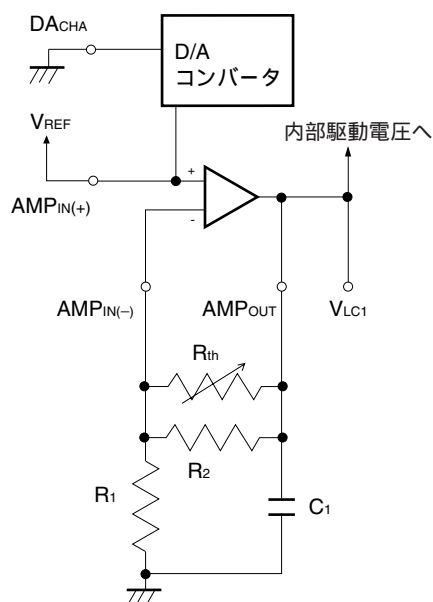 DACHA
D/A
コンバータ
VREF
内部駆動電圧へ
+
AMPIN(+)
-
AMPIN(−)
AMPOUT
VLC1
Rth
R2
R1
C1